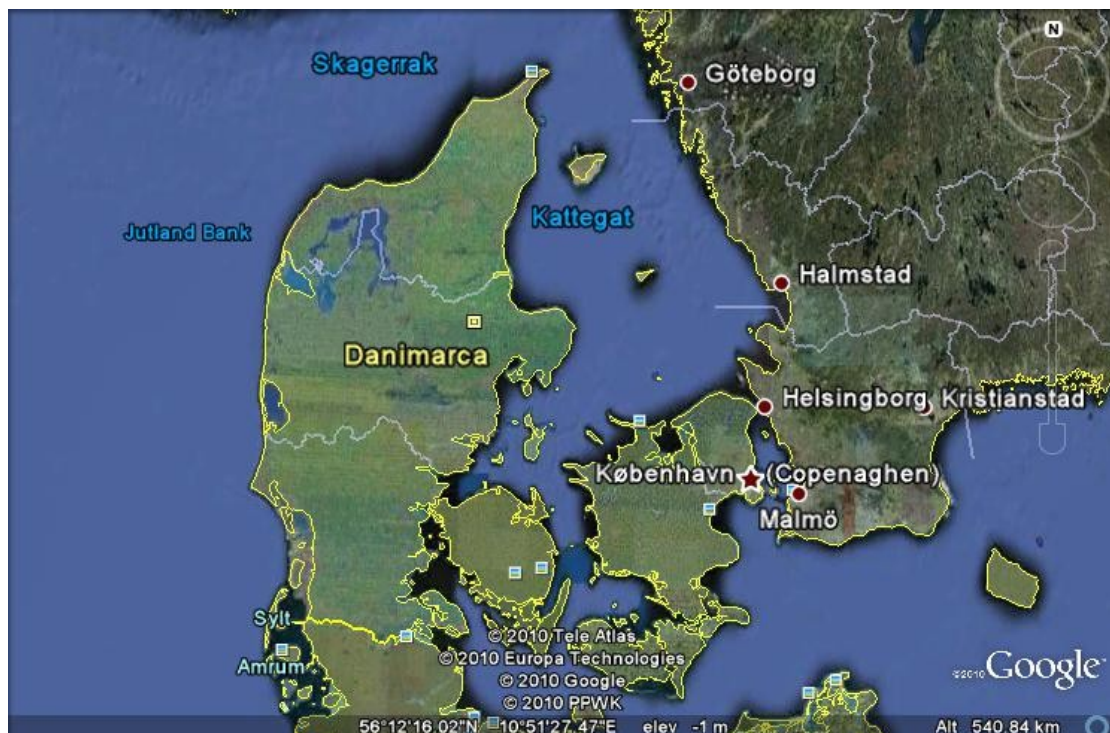 N
Skagerrak
Göteborg
Kattegat
Jutland Bank
Halmstad
Danimarca
Helsingborg
Kristianstad
København (Copenaghen)
Malmö
Sylt
Amrum
© 2010 Tele Atlas
© 2010 Europa Technologies
© 2010 Google
© 2010 PPWK
©2010 Google
56°12'16.02"N 10°51'27.47"E elev -1 m Alt 540.84 km